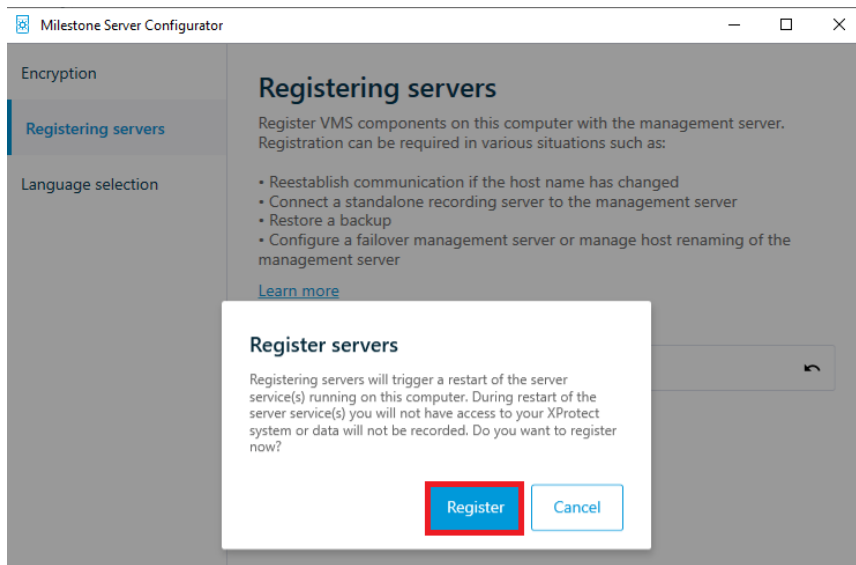 Milestone Server Configurator
Encryption
Registering servers
Language selection
Registering servers
Register VMS components on this computer with the management server.
Registration can be required in various situations such as:
• Reestablish communication if the host name has changed
• Connect a standalone recording server to the management server
• Restore a backup
• Configure a failover management server or manage host renaming of the
management server
Learn more
Register servers
Registering servers will trigger a restart of the server
service(s) running on this computer. During restart of the
server service(s) you will not have access to your XProtect
system or data will not be recorded. Do you want to register
now?
Register
Cancel